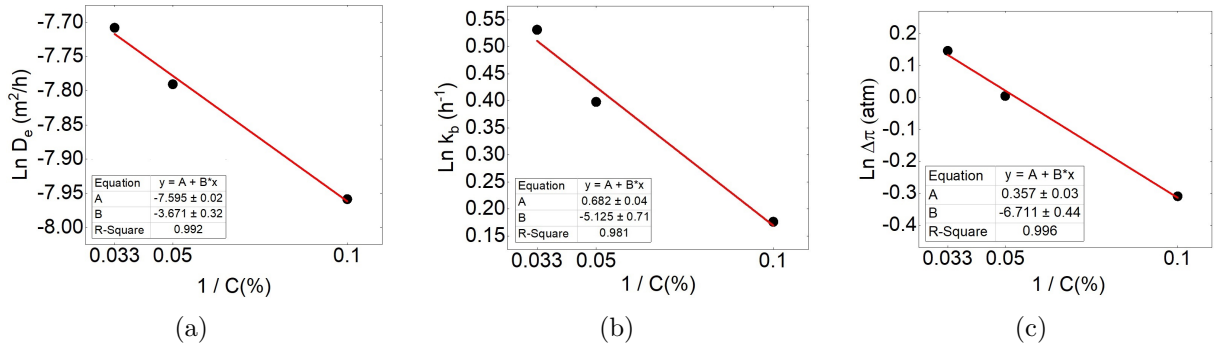 -7.70
-7.75
-7.80
-7.85
-7.90
-7.95
-8.00
Ln Dₑ (m²/h)
Equation y = A + B*x
A -7.595 ± 0.02
B -3.671 ± 0.32
R-Square 0.992
0.033 0.05 0.1
1 / C(%)
(a)
0.55
0.50
0.45
0.40
0.35
0.30
0.25
0.20
0.15
Ln k_b (h⁻¹)
Equation y = A + B*x
A 0.682 ± 0.04
B -5.125 ± 0.71
R-Square 0.981
0.033 0.05 0.1
1 / C(%)
(b)
0.2
0.1
0.0
-0.1
-0.2
-0.3
-0.4
Ln Δπ (atm)
Equation y = A + B*x
A 0.357 ± 0.03
B -6.711 ± 0.44
R-Square 0.996
0.033 0.05 0.1
1 / C(%)
(c)